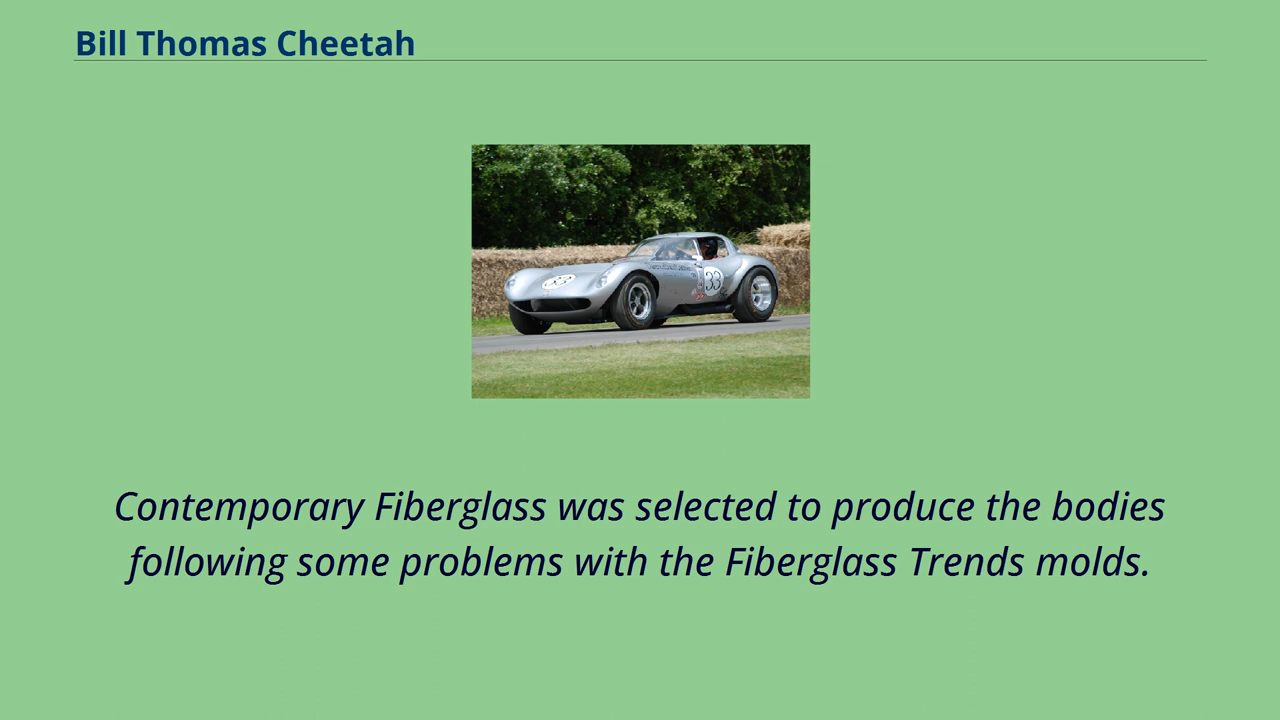 Bill Thomas Cheetah
33
33
Contemporary Fiberglass was selected to produce the bodies
following some problems with the Fiberglass Trends molds.